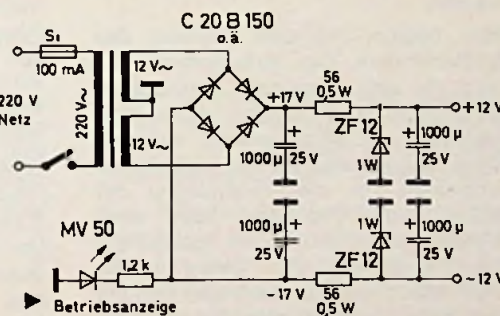 C 20 B 150
o.ä.
S₁
100 mA
220 V
Netz
220 V~
12 V~
12 V~
+17 V
56
0,5 W
+12 V
ZF 12
1 W
+
1000 µ
25 V
+
1000 µ
25 V
1000 µ
+
25 V
1 W
ZF 12
+
1000 µ
25 V
MV 50
1,2 k
Betriebsanzeige
-17 V
56
0,5 W
-12 V